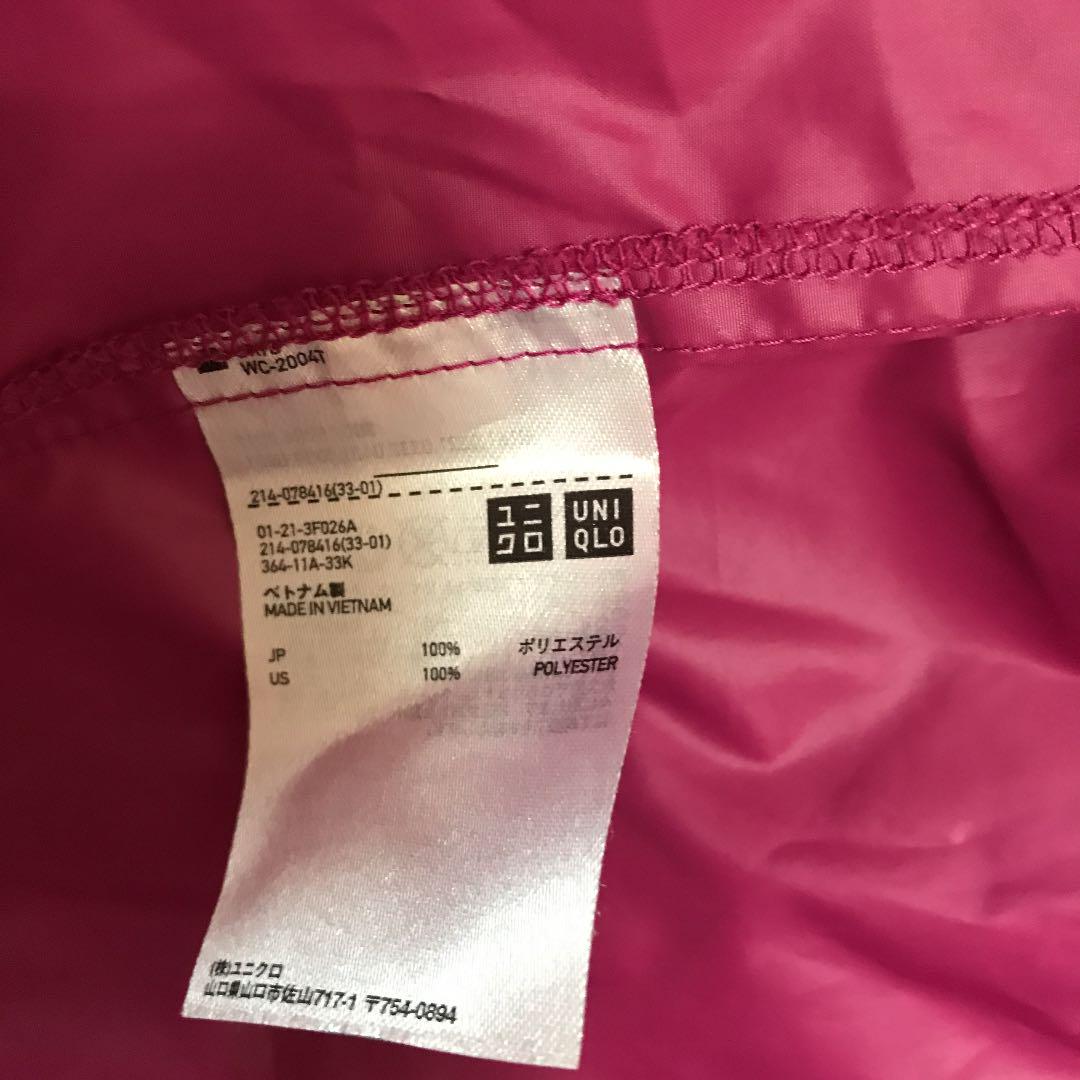 WC-2004T
214-078416(33-01)
ユニクロ
UNIQLO
01-21-3F026A
214-078416(33-01)
364-11A-33K
ベトナム製
MADE IN VIETNAM
JP 100% ポリエステル
US 100% POLYESTER
(株)ユニクロ
山口県山口市佐山717-1 〒754-0894